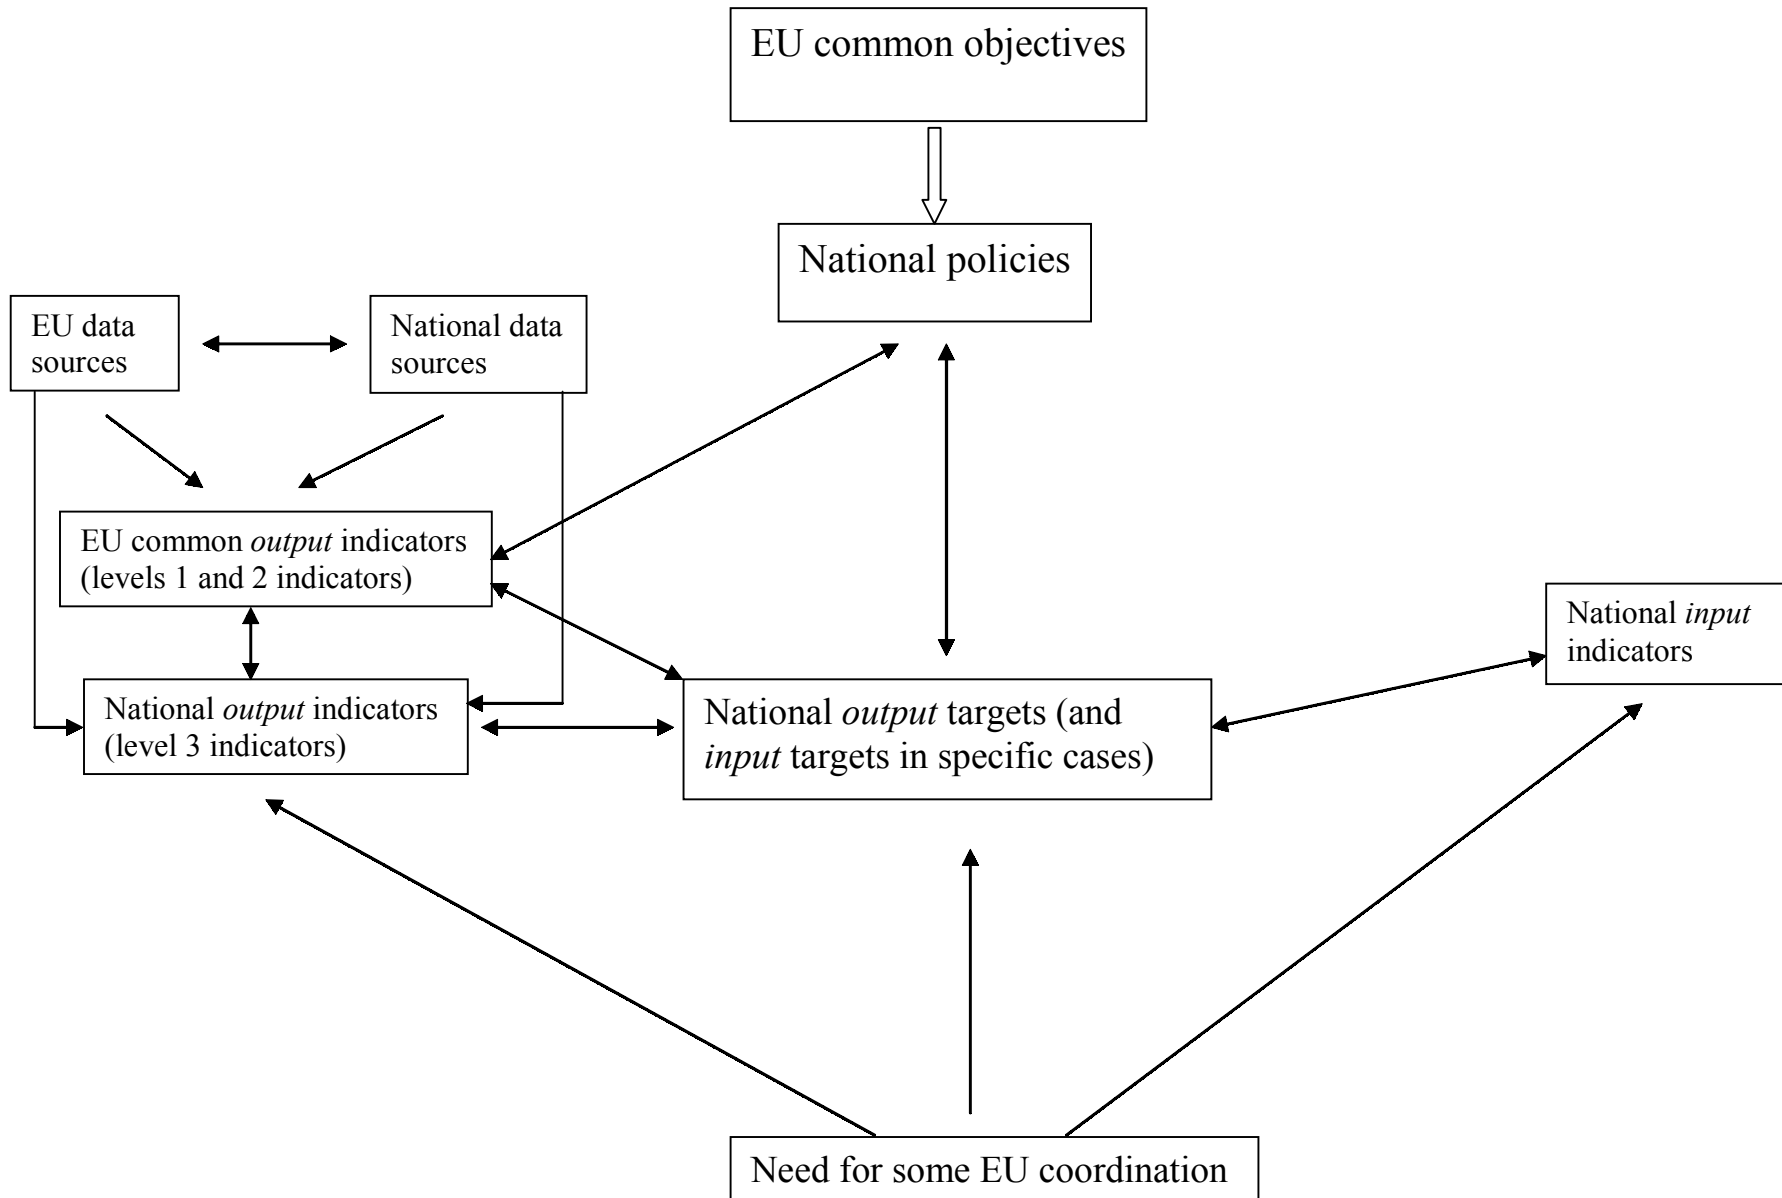 EU common objectives
National policies
EU data
sources
National data
sources
EU common output indicators
(levels 1 and 2 indicators)
National input
indicators
National output indicators
(level 3 indicators)
National output targets (and
input targets in specific cases)
Need for some EU coordination